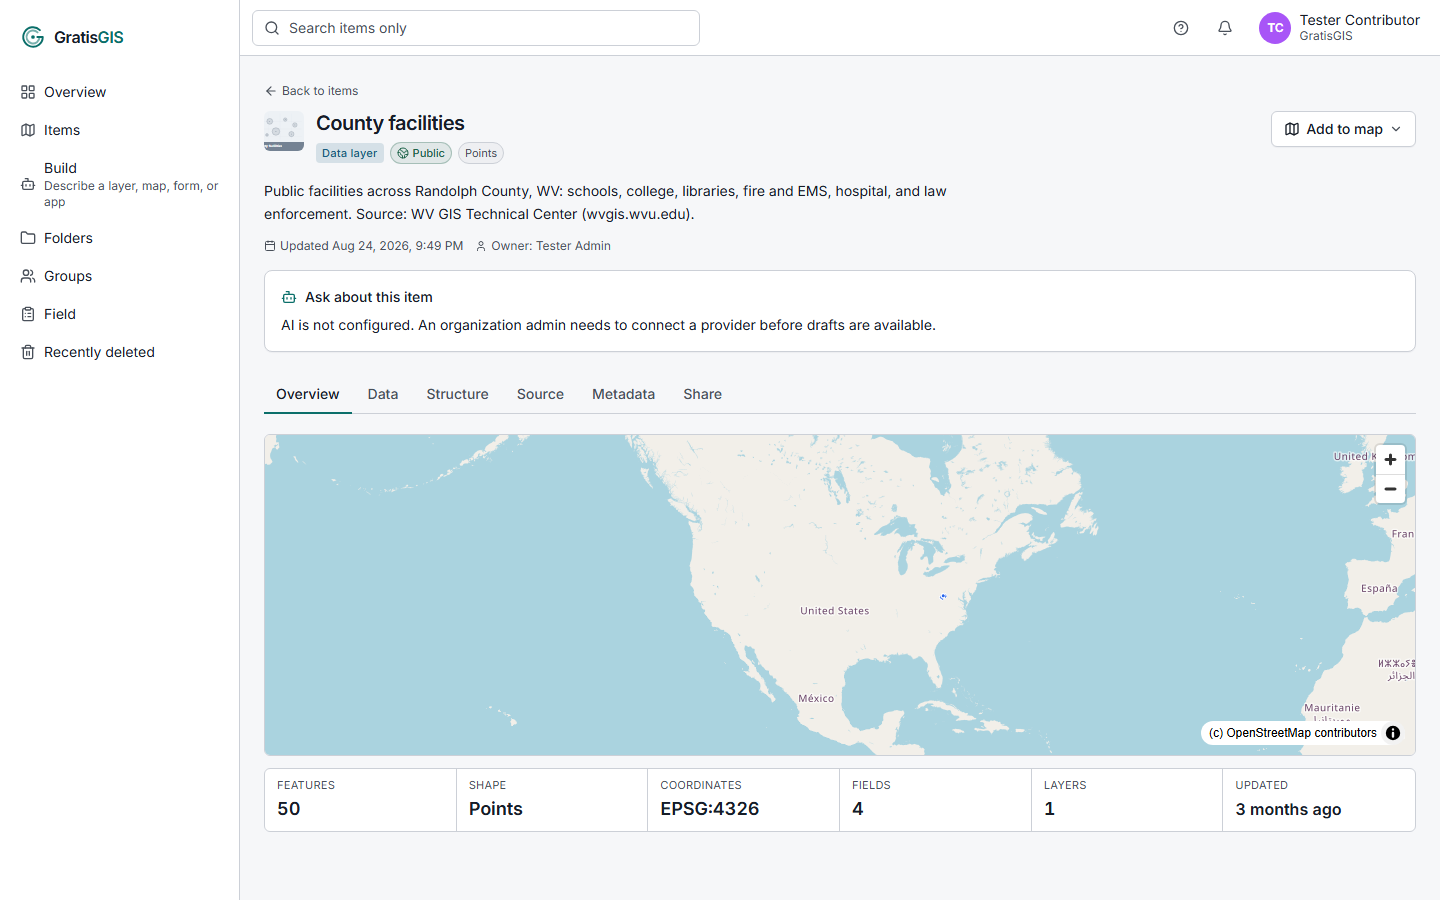 GratisGIS
Search items only
TC
Tester Contributor
GratisGIS
Overview
Items
Build
Describe a layer, map, form, or
app
Folders
Groups
Field
Recently deleted
Back to items
County facilities
Data layer
Public
Points
Add to map
Public facilities across Randolph County, WV: schools, college, libraries, fire and EMS, hospital, and law
enforcement. Source: WV GIS Technical Center (wvgis.wvu.edu).
Updated Aug 24, 2026, 9:49 PM
Owner: Tester Admin
Ask about this item
AI is not configured. An organization admin needs to connect a provider before drafts are available.
Overview Data Structure Source Metadata Share
United
+
−
Fran
España
United States
México
الجزائر
Mauritanie
(c) OpenStreetMap contributors
FEATURES
50
SHAPE
Points
COORDINATES
EPSG:4326
FIELDS
4
LAYERS
1
UPDATED
3 months ago